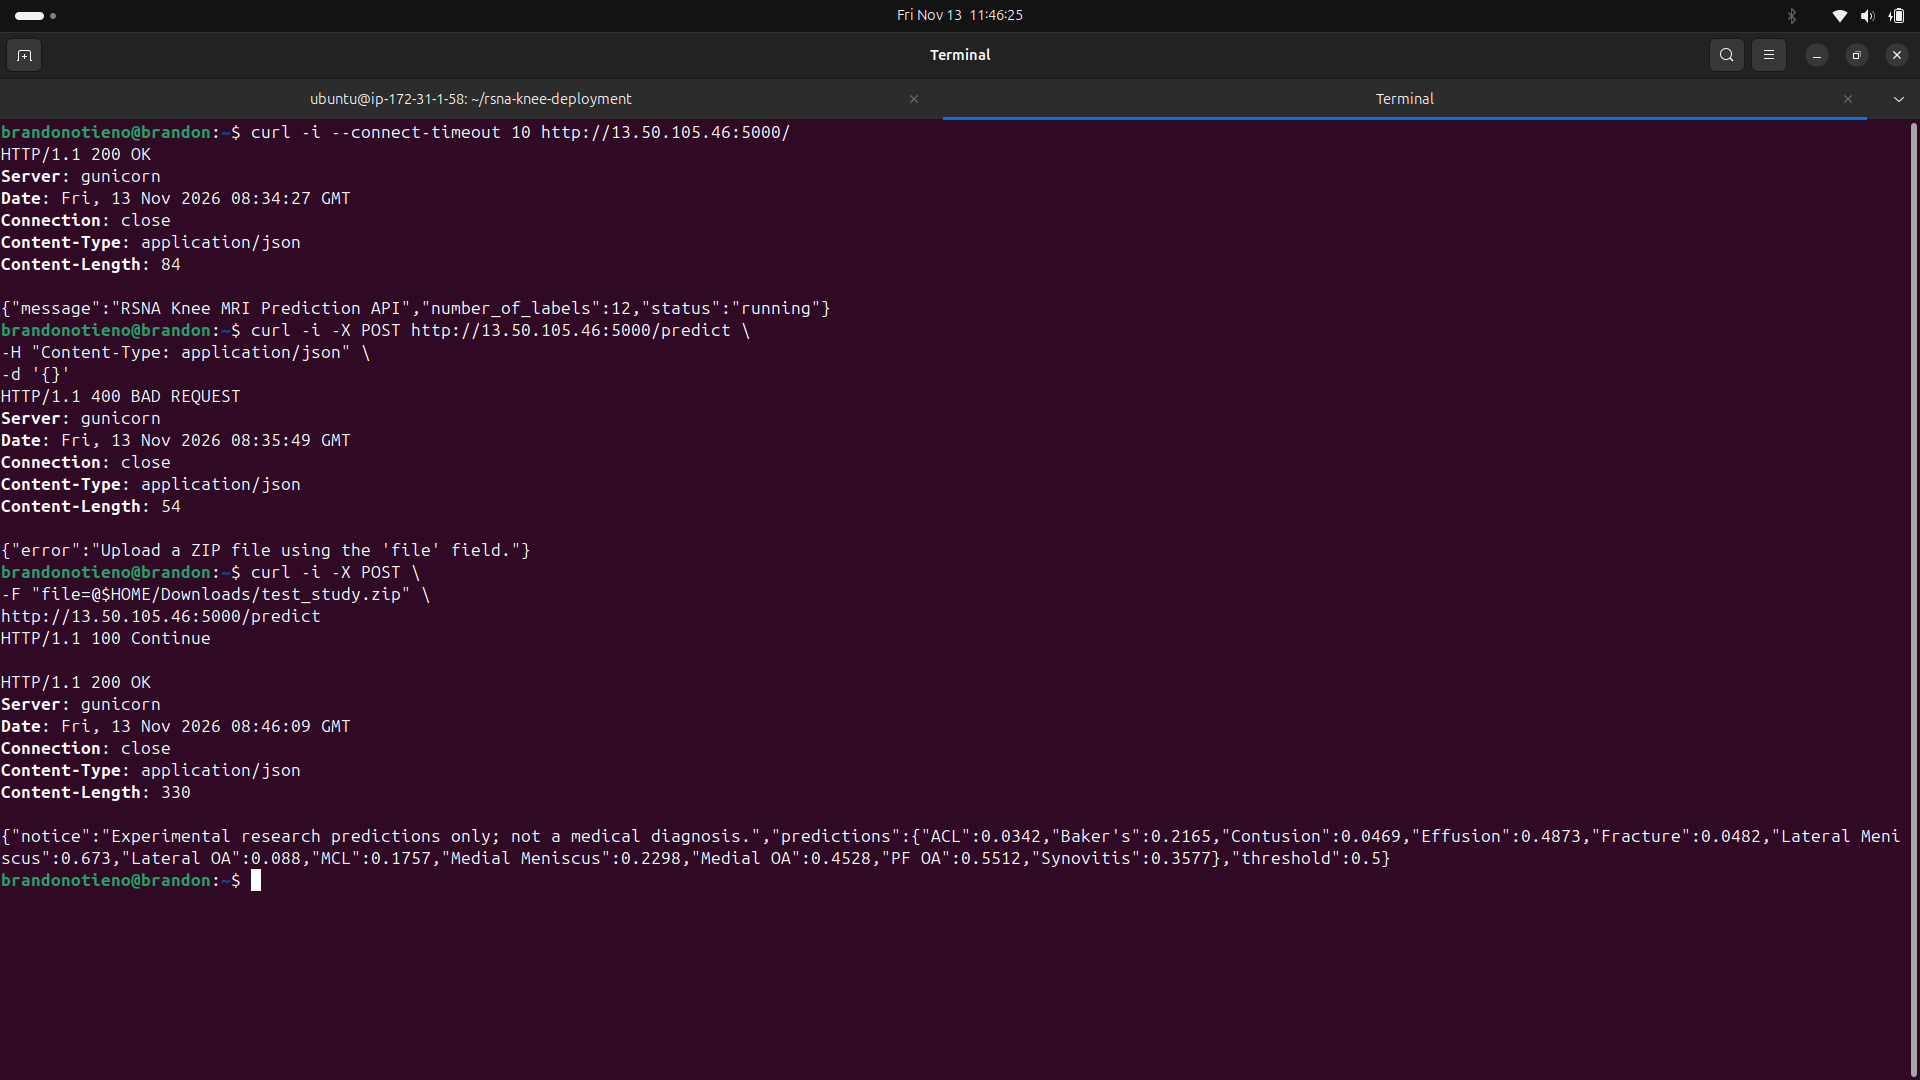 Fri Nov 13  11:46:25
Terminal
ubuntu@ip-172-31-1-58: ~/rsna-knee-deployment
Terminal
brandonotieno@brandon:~$ curl -i --connect-timeout 10 http://13.50.105.46:5000/
HTTP/1.1 200 OK
Server: gunicorn
Date: Fri, 13 Nov 2026 08:34:27 GMT
Connection: close
Content-Type: application/json
Content-Length: 84

{"message":"RSNA Knee MRI Prediction API","number_of_labels":12,"status":"running"}
brandonotieno@brandon:~$ curl -i -X POST http://13.50.105.46:5000/predict \
-H "Content-Type: application/json" \
-d '{}'
HTTP/1.1 400 BAD REQUEST
Server: gunicorn
Date: Fri, 13 Nov 2026 08:35:49 GMT
Connection: close
Content-Type: application/json
Content-Length: 54

{"error":"Upload a ZIP file using the 'file' field."}
brandonotieno@brandon:~$ curl -i -X POST \
-F "file=@$HOME/Downloads/test_study.zip" \
http://13.50.105.46:5000/predict
HTTP/1.1 100 Continue

HTTP/1.1 200 OK
Server: gunicorn
Date: Fri, 13 Nov 2026 08:46:09 GMT
Connection: close
Content-Type: application/json
Content-Length: 330

{"notice":"Experimental research predictions only; not a medical diagnosis.","predictions":{"ACL":0.0342,"Baker's":0.2165,"Contusion":0.0469,"Effusion":0.4873,"Fracture":0.0482,"Lateral Meni
scus":0.673,"Lateral OA":0.088,"MCL":0.1757,"Medial Meniscus":0.2298,"Medial OA":0.4528,"PF OA":0.5512,"Synovitis":0.3577},"threshold":0.5}
brandonotieno@brandon:~$